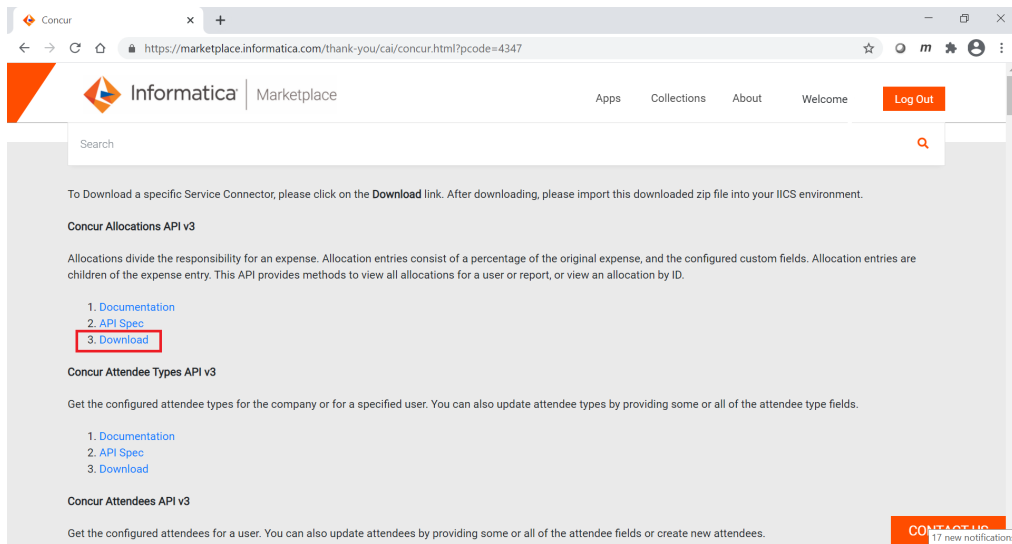 Concur
https://marketplace.informatica.com/thank-you/cai/concur.html?pcode=4347
m
Informatica Marketplace
Apps Collections About Welcome Log Out
Search
To Download a specific Service Connector, please click on the Download link. After downloading, please import this downloaded zip file into your IICS environment.
Concur Allocations API v3
Allocations divide the responsibility for an expense. Allocation entries consist of a percentage of the original expense, and the configured custom fields. Allocation entries are
children of the expense entry. This API provides methods to view all allocations for a user or report, or view an allocation by ID.
1. Documentation
2. API Spec
3. Download
Concur Attendee Types API v3
Get the configured attendee types for the company or for a specified user. You can also update attendee types by providing some or all of the attendee type fields.
1. Documentation
2. API Spec
3. Download
Concur Attendees API v3
Get the configured attendees for a user. You can also update attendees by providing some or all of the attendee fields or create new attendees.
CONTACT US
17 new notification